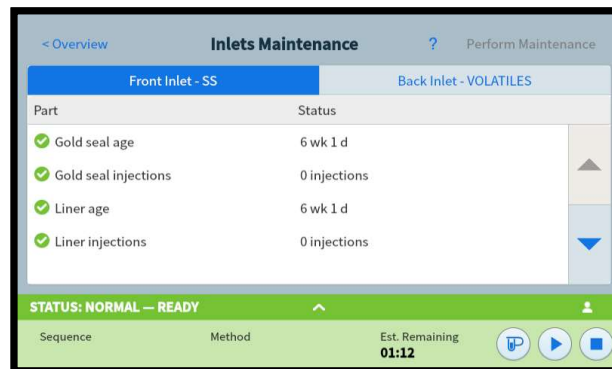 < Overview Inlets Maintenance ? Perform Maintenance
Front Inlet - SS Back Inlet - VOLATILES
Part Status
Gold seal age 6 wk 1 d
Gold seal injections 0 injections
Liner age 6 wk 1 d
Liner injections 0 injections
STATUS: NORMAL — READY
Sequence Method Est. Remaining
01:12